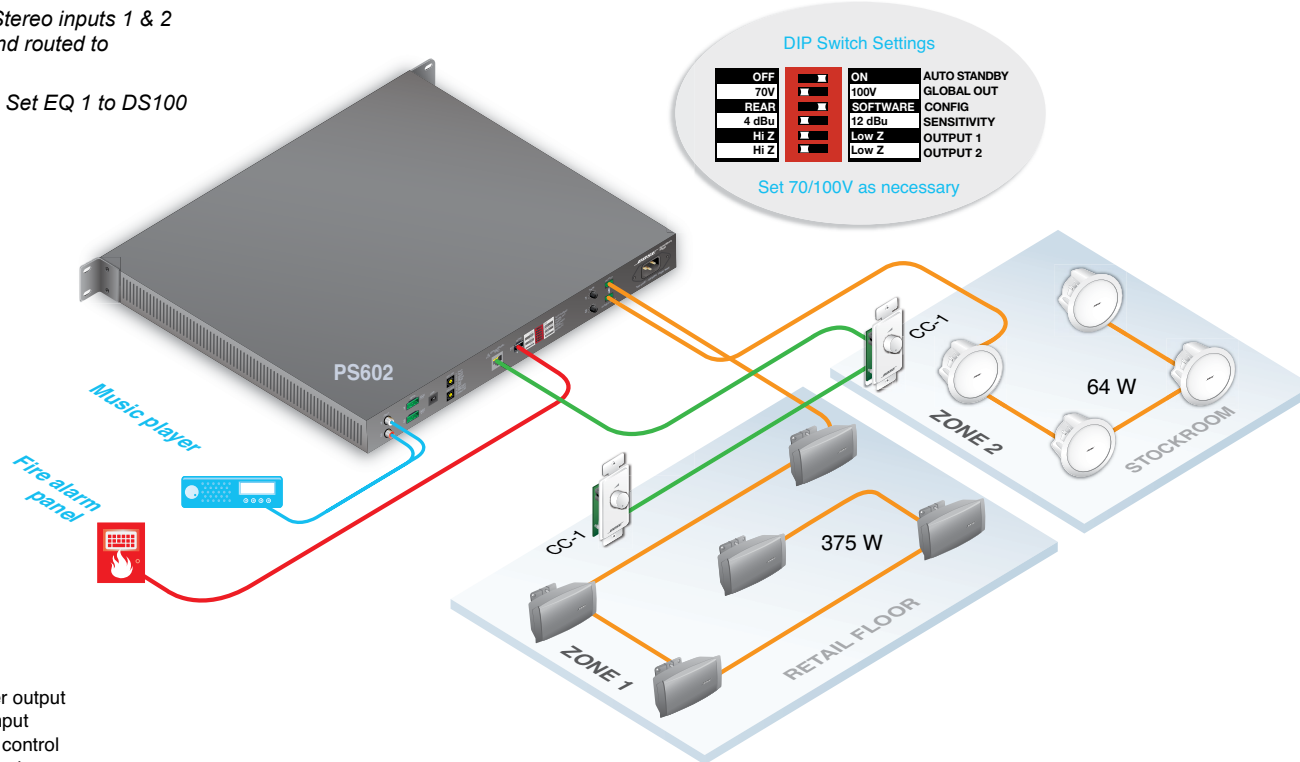 Stereo inputs 1 & 2
nd routed to
Set EQ 1 to DS100
DIP Switch Settings
OFF ON AUTO STANDBY
70V 100V GLOBAL OUT
REAR SOFTWARE CONFIG
4 dBu 12 dBu SENSITIVITY
Hi Z Low Z OUTPUT 1
Hi Z Low Z OUTPUT 2
Set 70/100V as necessary
PS602
Music player
Fire alarm
panel
CC-1
64 W
ZONE 2
STOCKROOM
CC-1
375 W
ZONE 1
RETAIL FLOOR
er output
nput
control